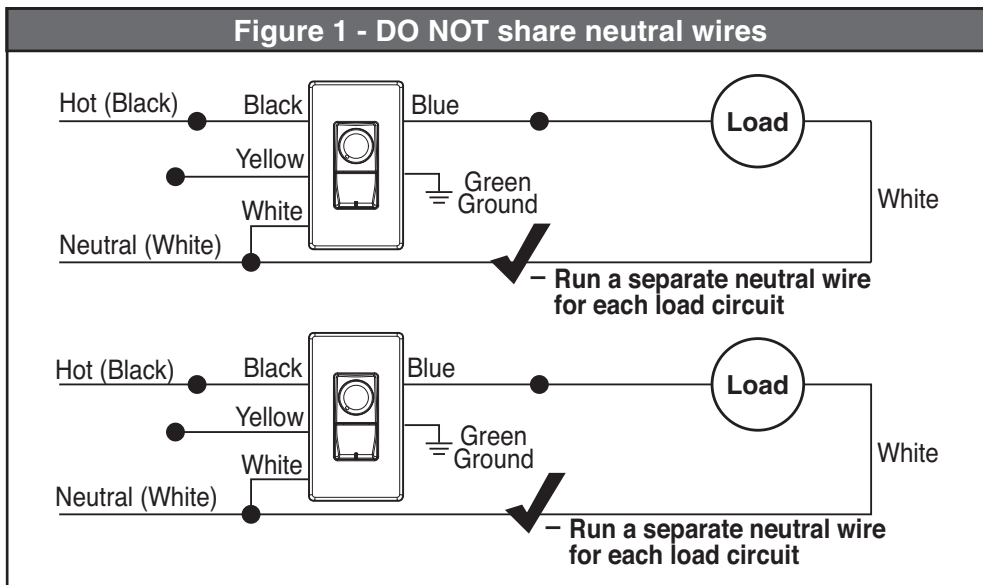 Figure 1 - DO NOT share neutral wires
Hot (Black)
Black
Blue
Load
Yellow
Green
Ground
White
White
Neutral (White)
– Run a separate neutral wire
for each load circuit
Hot (Black)
Black
Blue
Load
Yellow
Green
Ground
White
White
Neutral (White)
– Run a separate neutral wire
for each load circuit